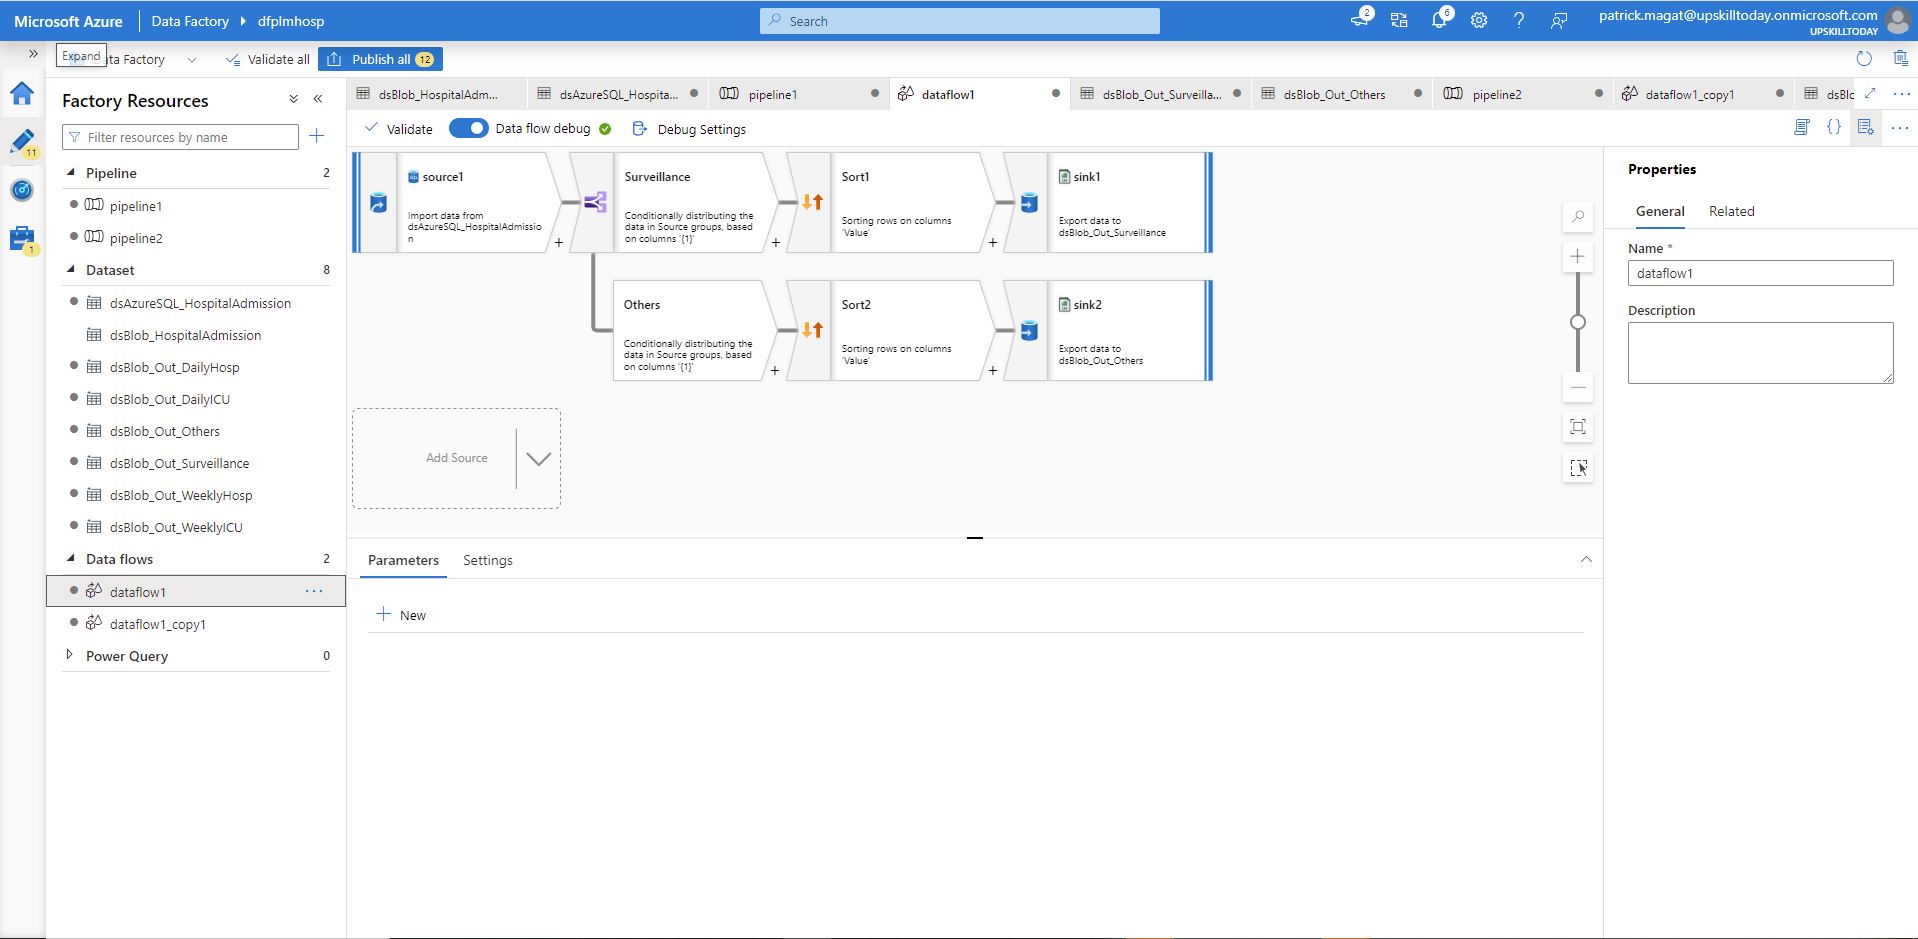 Microsoft Azure Data Factory dfplmhosp Search 2 6 patrick.magat@upskilltoday.onmicrosoft.com
UPSKILLTODAY
Expand ta Factory Validate all Publish all 12
Factory Resources
Filter resources by name
11
1
Pipeline 2
pipeline1
pipeline2
Dataset 8
dsAzureSQL_HospitalAdmission
dsBlob_HospitalAdmission
dsBlob_Out_DailyHosp
dsBlob_Out_DailyICU
dsBlob_Out_Others
dsBlob_Out_Surveillance
dsBlob_Out_WeeklyHosp
dsBlob_Out_WeeklyICU
Data flows 2
dataflow1 ...
dataflow1_copy1
Power Query 0
dsBlob_HospitalAdm... dsAzureSQL_Hospita... pipeline1 dataflow1 dsBlob_Out_Surveilla... dsBlob_Out_Others pipeline2 dataflow1_copy1 dsBlc ...
Validate Data flow debug Debug Settings {} ...
source1
Import data from
dsAzureSQL_HospitalAdmissio
n
+
Surveillance
Conditionally distributing the
data in Source groups, based
on columns '{1}'
+
Sort1
Sorting rows on columns
'Value'
+
sink1
Export data to
dsBlob_Out_Surveillance
Others
Conditionally distributing the
data in Source groups, based
on columns '{1}'
+
Sort2
Sorting rows on columns
'Value'
+
sink2
Export data to
dsBlob_Out_Others
Add Source
Parameters Settings
New
Properties
General Related
Name *
dataflow1
Description